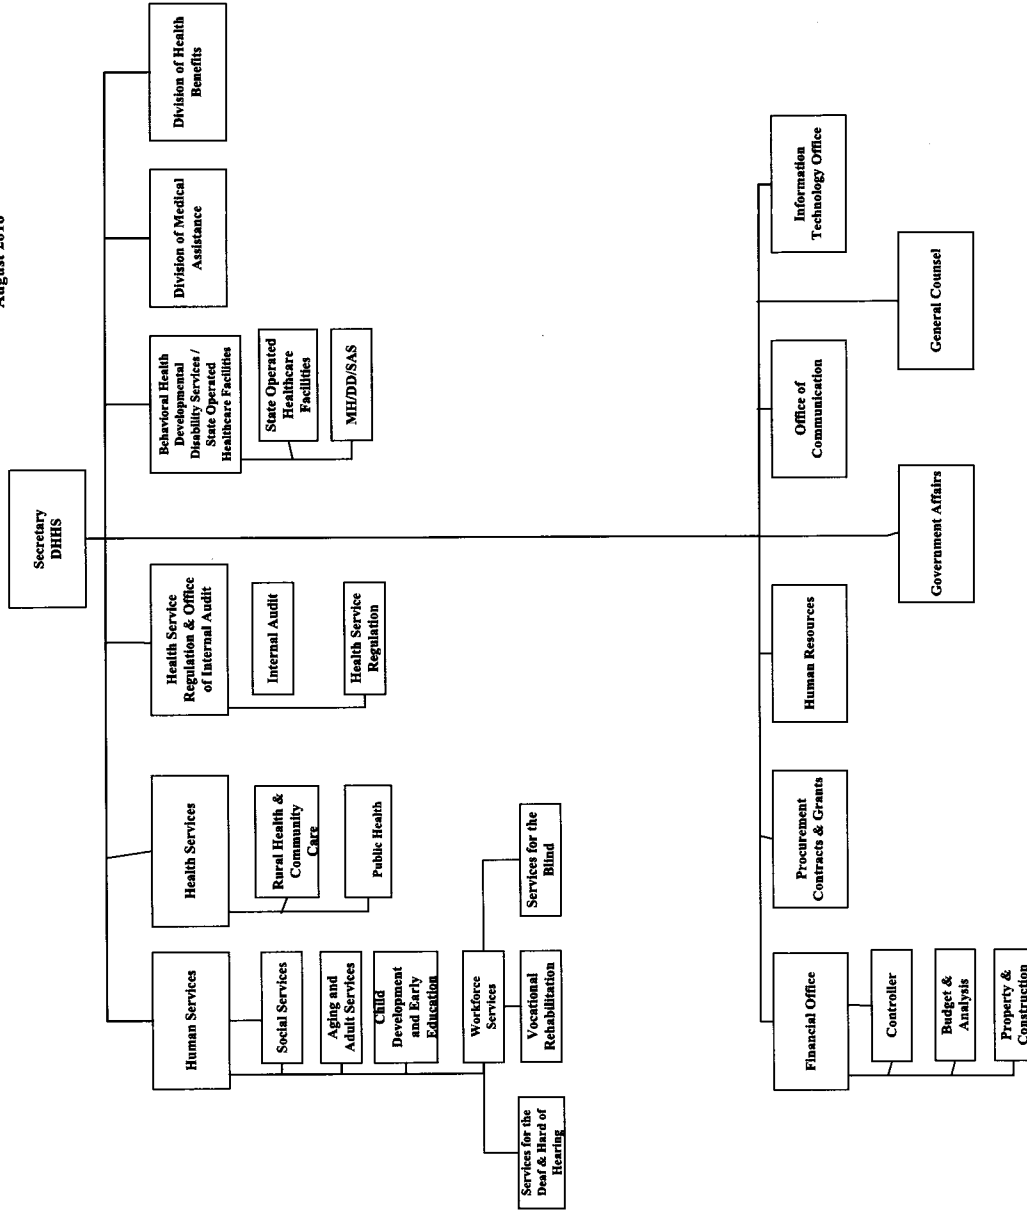 August 2016
Secretary
DHHS
Human Services
Health Services
Health Service
Regulation & Office
of Internal Audit
Behavioral Health
Developmental
Disability Services /
State Operated
Healthcare Facilities
Division of Medical
Assistance
Division of Health
Benefits
Social Services
Aging and
Adult Services
Child
Development
and Early
Education
Workforce
Services
Services for the
Deaf & Hard of
Hearing
Vocational
Rehabilitation
Services for the
Blind
Rural Health &
Community
Care
Public Health
Internal Audit
Health Service
Regulation
State Operated
Healthcare
Facilities
MH/DD/SAS
Financial Office
Procurement
Contracts & Grants
Human Resources
Office of
Communication
Information
Technology Office
Controller
Budget &
Analysis
Property &
Construction
Government Affairs
General Counsel